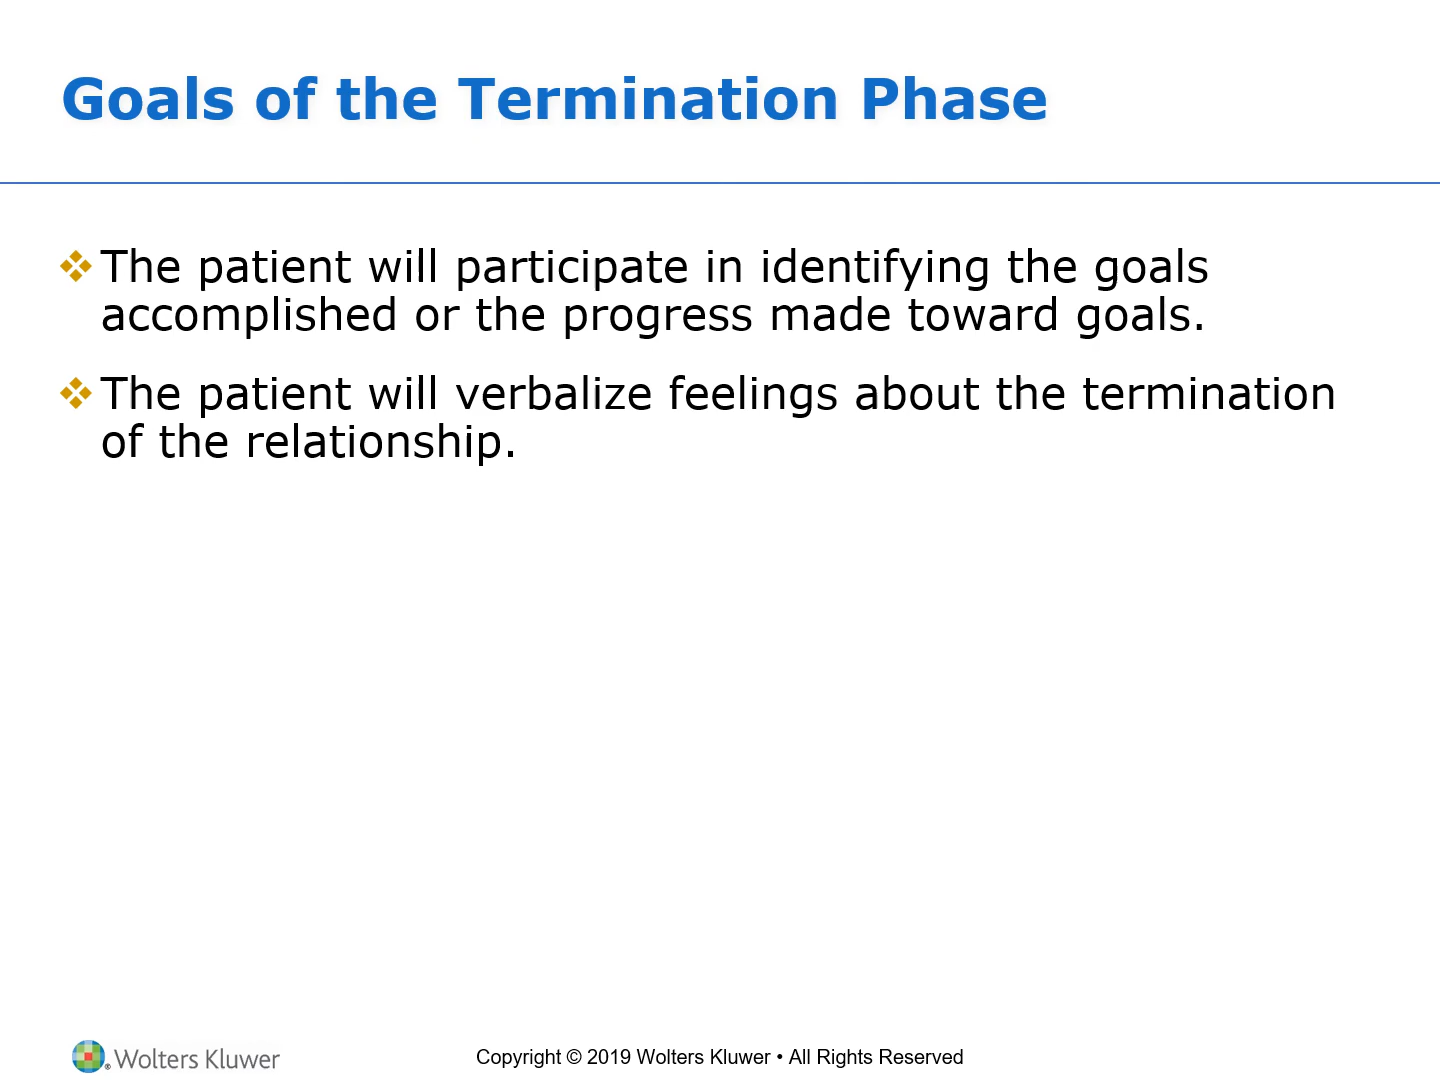 Goals of the Termination Phase
❖ The patient will participate in identifying the goals
accomplished or the progress made toward goals.
❖ The patient will verbalize feelings about the termination
of the relationship.
® Wolters Kluwer
Copyright © 2019 Wolters Kluwer • All Rights Reserved